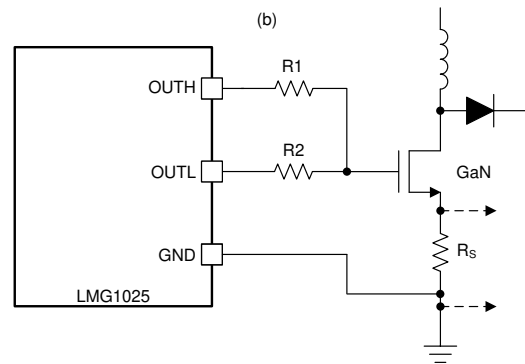 (b)
R1
OUTH
R2
OUTL
GaN
GND
RS
LMG1025